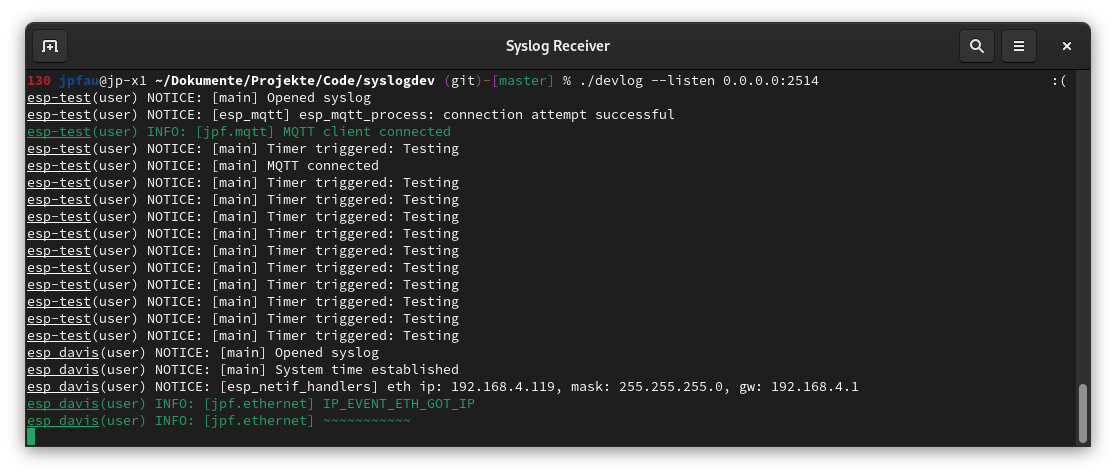 Syslog Receiver
130 jpfau@jp-x1 ~/Dokumente/Projekte/Code/syslogdev (git)-[master] % ./devlog --listen 0.0.0.0:2514 :(
esp-test(user) NOTICE: [main] Opened syslog
esp-test(user) NOTICE: [esp_mqtt] esp_mqtt_process: connection attempt successful
esp-test(user) INFO: [jpf.mqtt] MQTT client connected
esp-test(user) NOTICE: [main] Timer triggered: Testing
esp-test(user) NOTICE: [main] MQTT connected
esp-test(user) NOTICE: [main] Timer triggered: Testing
esp-test(user) NOTICE: [main] Timer triggered: Testing
esp-test(user) NOTICE: [main] Timer triggered: Testing
esp-test(user) NOTICE: [main] Timer triggered: Testing
esp-test(user) NOTICE: [main] Timer triggered: Testing
esp-test(user) NOTICE: [main] Timer triggered: Testing
esp-test(user) NOTICE: [main] Timer triggered: Testing
esp-test(user) NOTICE: [main] Timer triggered: Testing
esp-test(user) NOTICE: [main] Timer triggered: Testing
esp-test(user) NOTICE: [main] Timer triggered: Testing
esp_davis(user) NOTICE: [main] Opened syslog
esp_davis(user) NOTICE: [main] System time established
esp_davis(user) NOTICE: [esp_netif_handlers] eth ip: 192.168.4.119, mask: 255.255.255.0, gw: 192.168.4.1
esp_davis(user) INFO: [jpf.ethernet] IP_EVENT_ETH_GOT_IP
esp_davis(user) INFO: [jpf.ethernet] ~~~~~~~~~~~